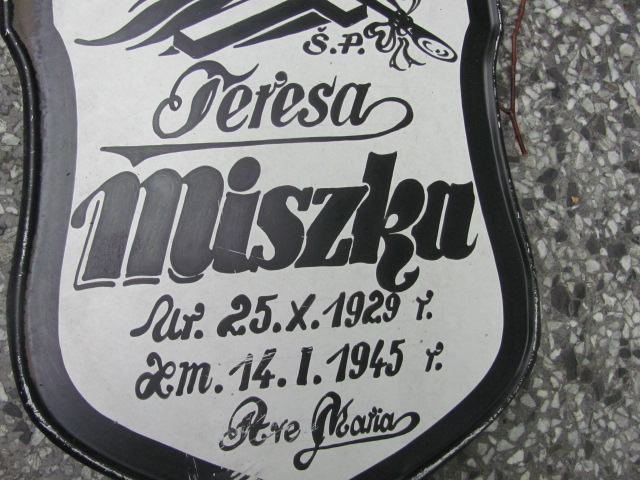 Ś.P.
Teresa
Miszka
Ur. 25.X.1929 r.
zm. 14.I.1945 r.
Ave Maria